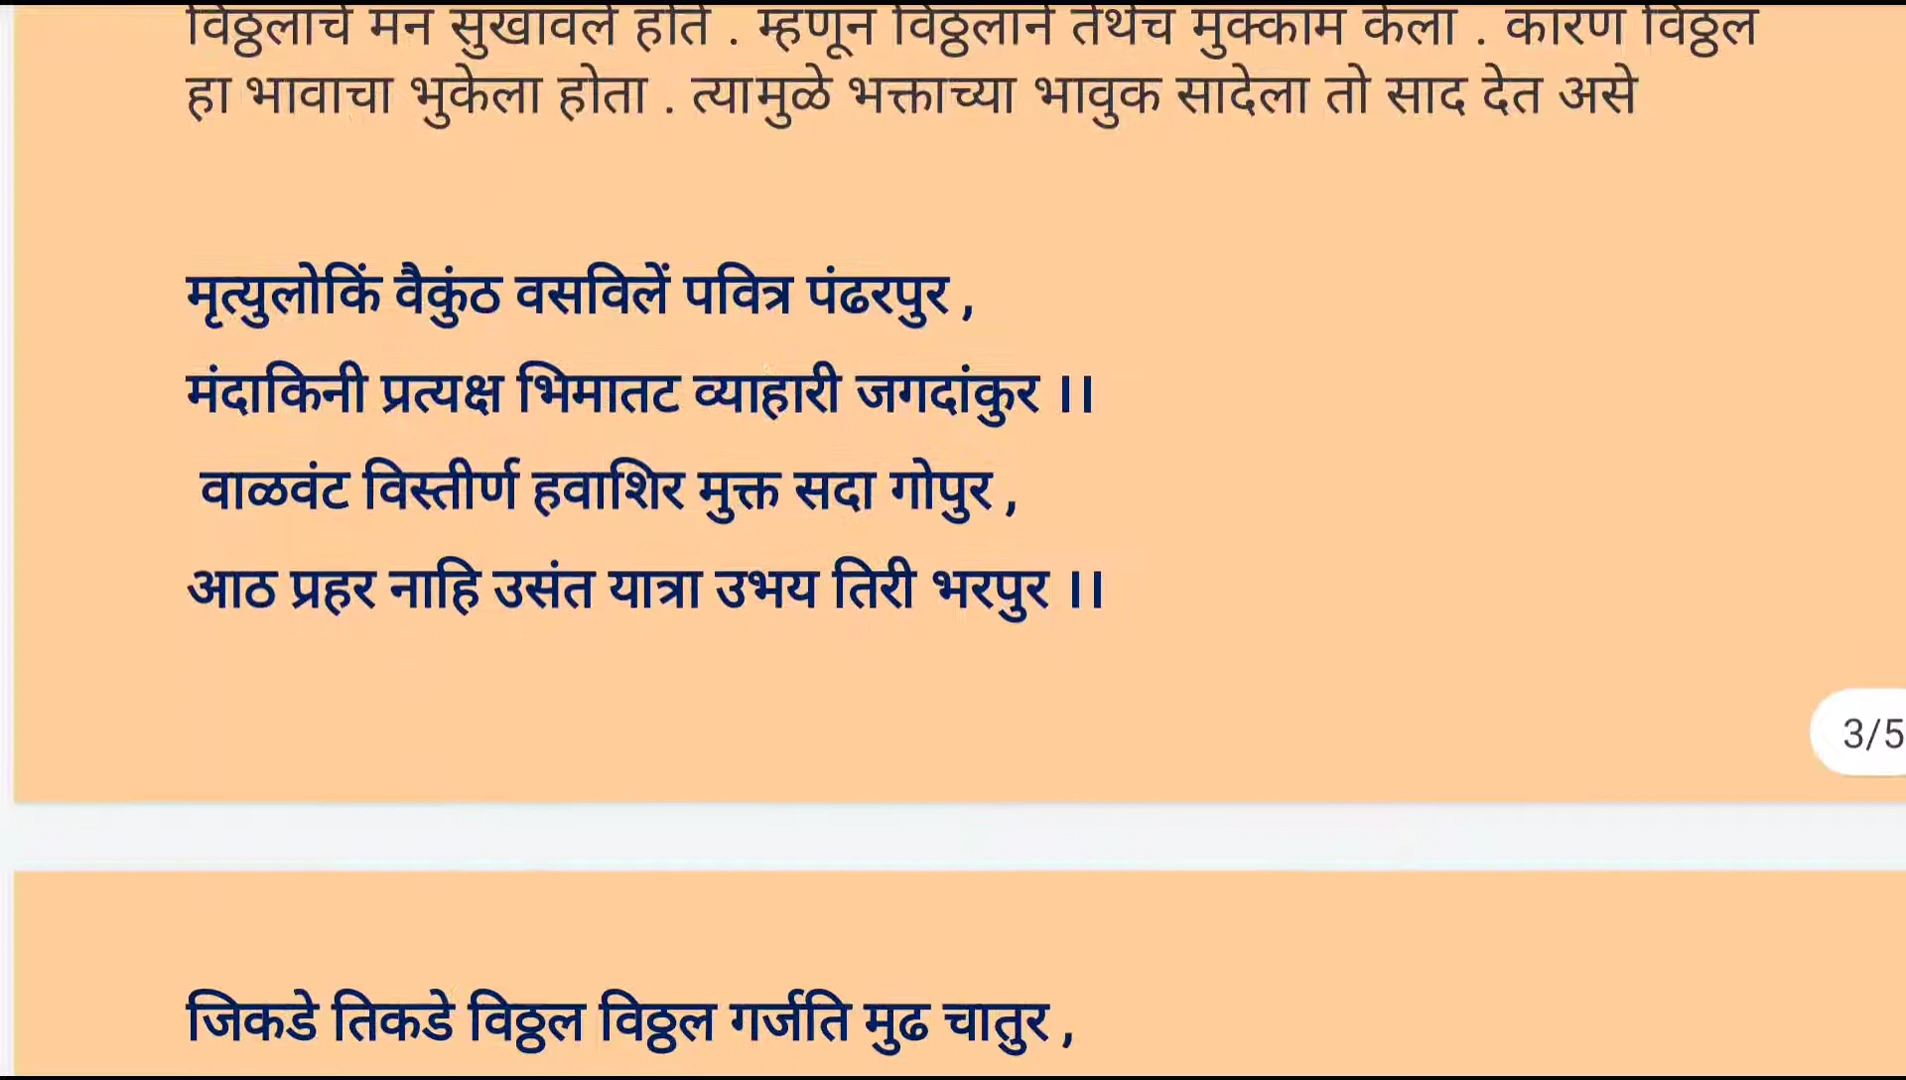 विठ्ठलाचे मन सुखावले होते . म्हणून विठ्ठलाने तेथेच मुक्काम केला . कारण विठ्ठल
हा भावाचा भुकेला होता . त्यामुळे भक्ताच्या भावुक सादेला तो साद देत असे
मृत्युलोकिं वैकुंठ वसविलें पवित्र पंढरपुर ,
मंदाकिनी प्रत्यक्ष भिमातट व्याहारी जगदांकुर ।।
वाळवंट विस्तीर्ण हवाशिर मुक्त सदा गोपुर ,
आठ प्रहर नाहि उसंत यात्रा उभय तिरी भरपुर ।।
3/5
जिकडे तिकडे विठ्ठल विठ्ठल गर्जति मुढ चातुर ,